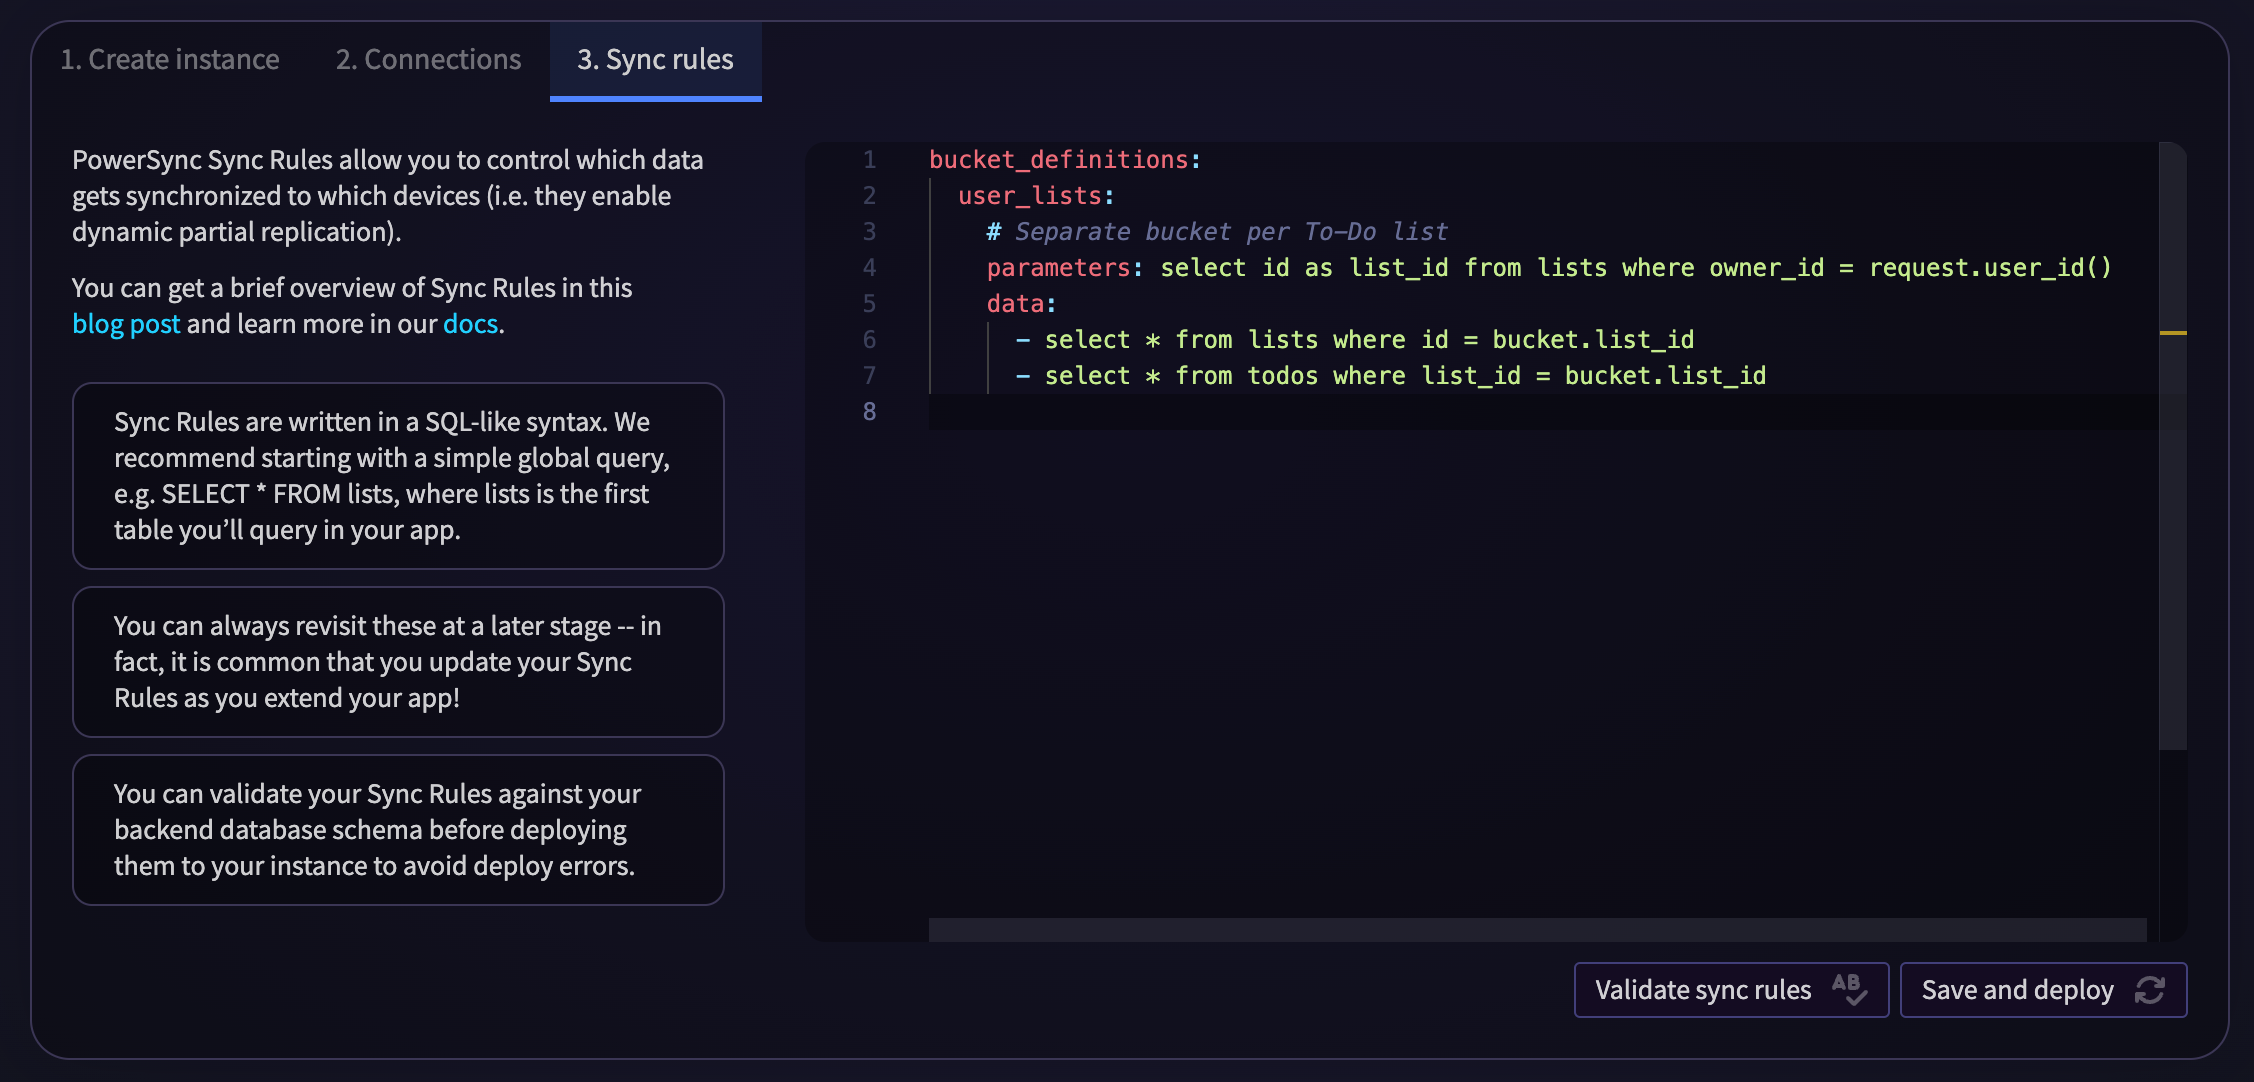 1. Create instance
2. Connections
3. Sync rules
PowerSync Sync Rules allow you to control which data
gets synchronized to which devices (i.e. they enable
dynamic partial replication).
You can get a brief overview of Sync Rules in this
blog post and learn more in our docs.
Sync Rules are written in a SQL-like syntax. We
recommend starting with a simple global query,
e.g. SELECT * FROM lists, where lists is the first
table you’ll query in your app.
You can always revisit these at a later stage -- in
fact, it is common that you update your Sync
Rules as you extend your app!
You can validate your Sync Rules against your
backend database schema before deploying
them to your instance to avoid deploy errors.
1 bucket_definitions:
2   user_lists:
3     # Separate bucket per To-Do list
4     parameters: select id as list_id from lists where owner_id = request.user_id()
5     data:
6       - select * from lists where id = bucket.list_id
7       - select * from todos where list_id = bucket.list_id
8
Validate sync rules AB
Save and deploy